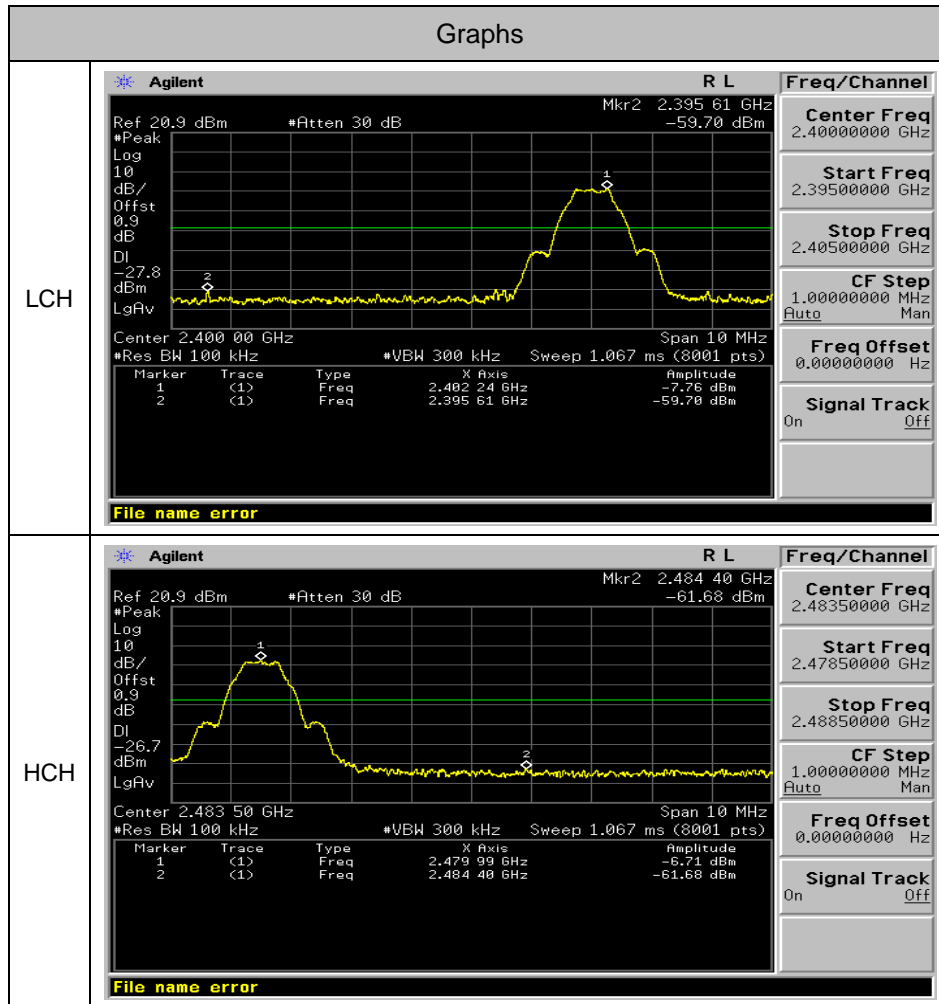 Graphs
LCH
Agilent R L
Mkr2 2.395 61 GHz
Ref 20.9 dBm #Atten 30 dB -59.70 dBm
#Peak
Log
10
dB/
Offst
0.9
dB
DI
-27.8
dBm
LgAv
1
2
Center 2.400 00 GHz Span 10 MHz
#Res BW 100 kHz #VBW 300 kHz Sweep 1.067 ms (8001 pts)
Marker Trace Type X Axis Amplitude
1 (1) Freq 2.402 24 GHz -7.76 dBm
2 (1) Freq 2.395 61 GHz -59.70 dBm
File name error
Freq/Channel
Center Freq
2.40000000 GHz
Start Freq
2.39500000 GHz
Stop Freq
2.40500000 GHz
CF Step
1.00000000 MHz
Auto Man
Freq Offset
0.00000000 Hz
Signal Track
On Off
HCH
Agilent R L
Mkr2 2.484 40 GHz
Ref 20.9 dBm #Atten 30 dB -61.68 dBm
#Peak
Log
10
dB/
Offst
0.9
dB
DI
-26.7
dBm
LgAv
1
2
Center 2.483 50 GHz Span 10 MHz
#Res BW 100 kHz #VBW 300 kHz Sweep 1.067 ms (8001 pts)
Marker Trace Type X Axis Amplitude
1 (1) Freq 2.479 99 GHz -6.71 dBm
2 (1) Freq 2.484 40 GHz -61.68 dBm
File name error
Freq/Channel
Center Freq
2.48350000 GHz
Start Freq
2.47850000 GHz
Stop Freq
2.48850000 GHz
CF Step
1.00000000 MHz
Auto Man
Freq Offset
0.00000000 Hz
Signal Track
On Off